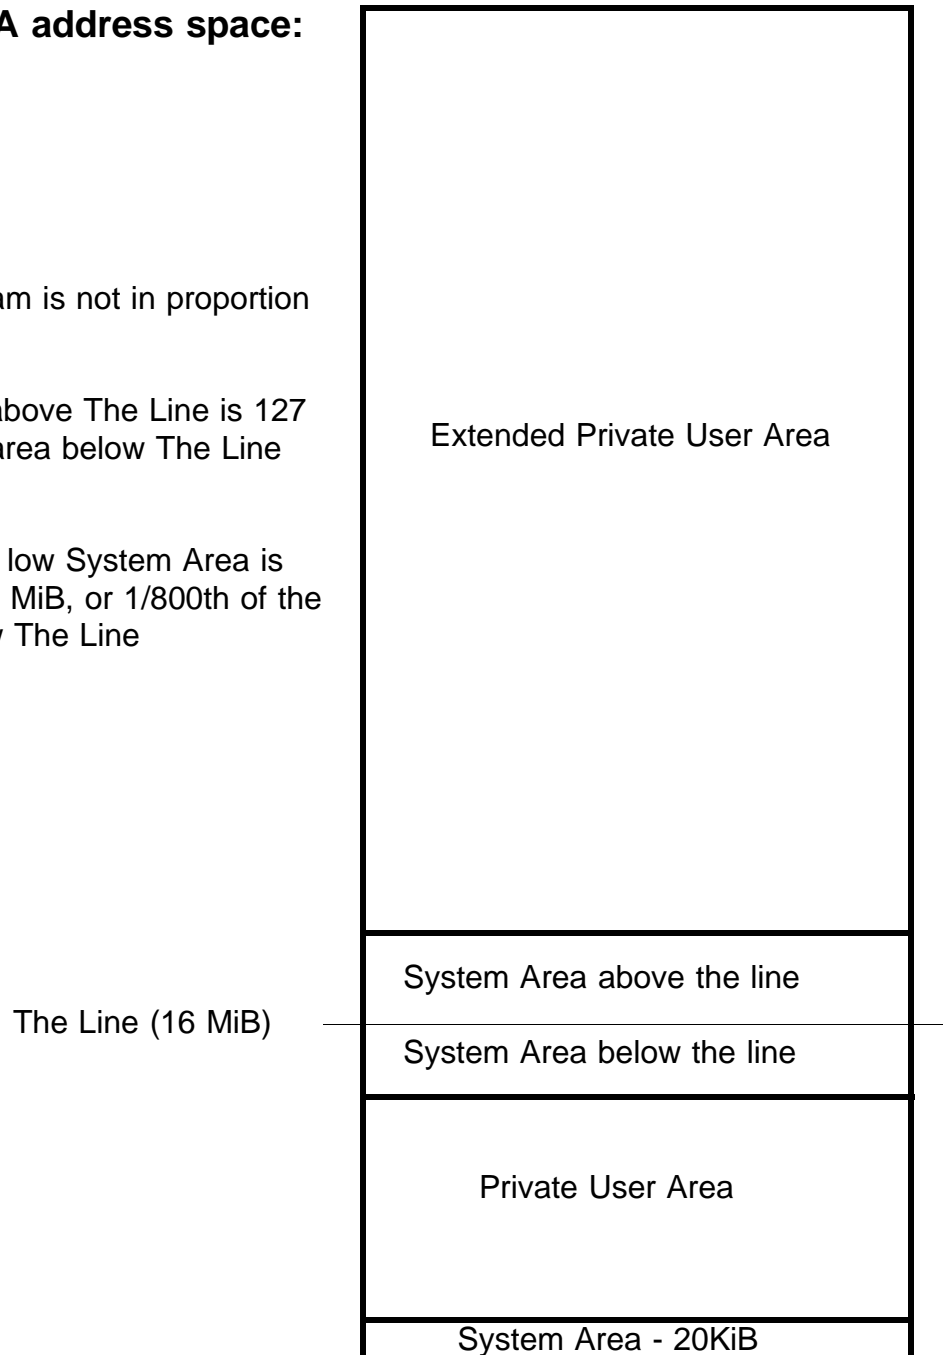 A address space:
am is not in proportion
above The Line is 127
area below The Line
low System Area is
MiB, or 1/800th of the
w The Line
Extended Private User Area
System Area above the line
The Line (16 MiB)
System Area below the line
Private User Area
System Area - 20KiB